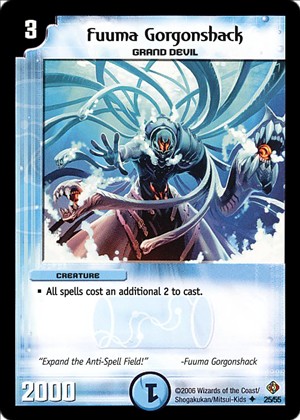 3
Fuuma Gorgonshack
GRAND DEVIL
CREATURE
▪ All spells cost an additional 2 to cast.
"Expand the Anti-Spell Field!" -Fuuma Gorgonshack
2000
1
©2006 Wizards of the Coast/
Shogakukan/Mitsui-Kids ♦ 25/55